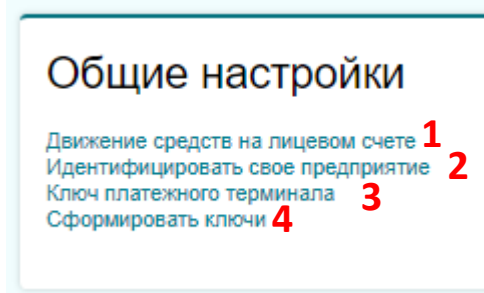 Общие настройки
Движение средств на лицевом счете 1
Идентифицировать свое предприятие 2
Ключ платежного терминала 3
Сформировать ключи 4